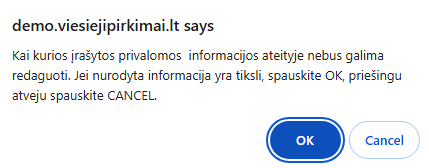 demo.viesiejipirkimai.lt says
Kai kurios įrašytos privalomos  informacijos ateityje nebus galima
redaguoti. Jei nurodyta informacija yra tiksli, spauskite OK, priešingu
atveju spauskite CANCEL.
OK
Cancel